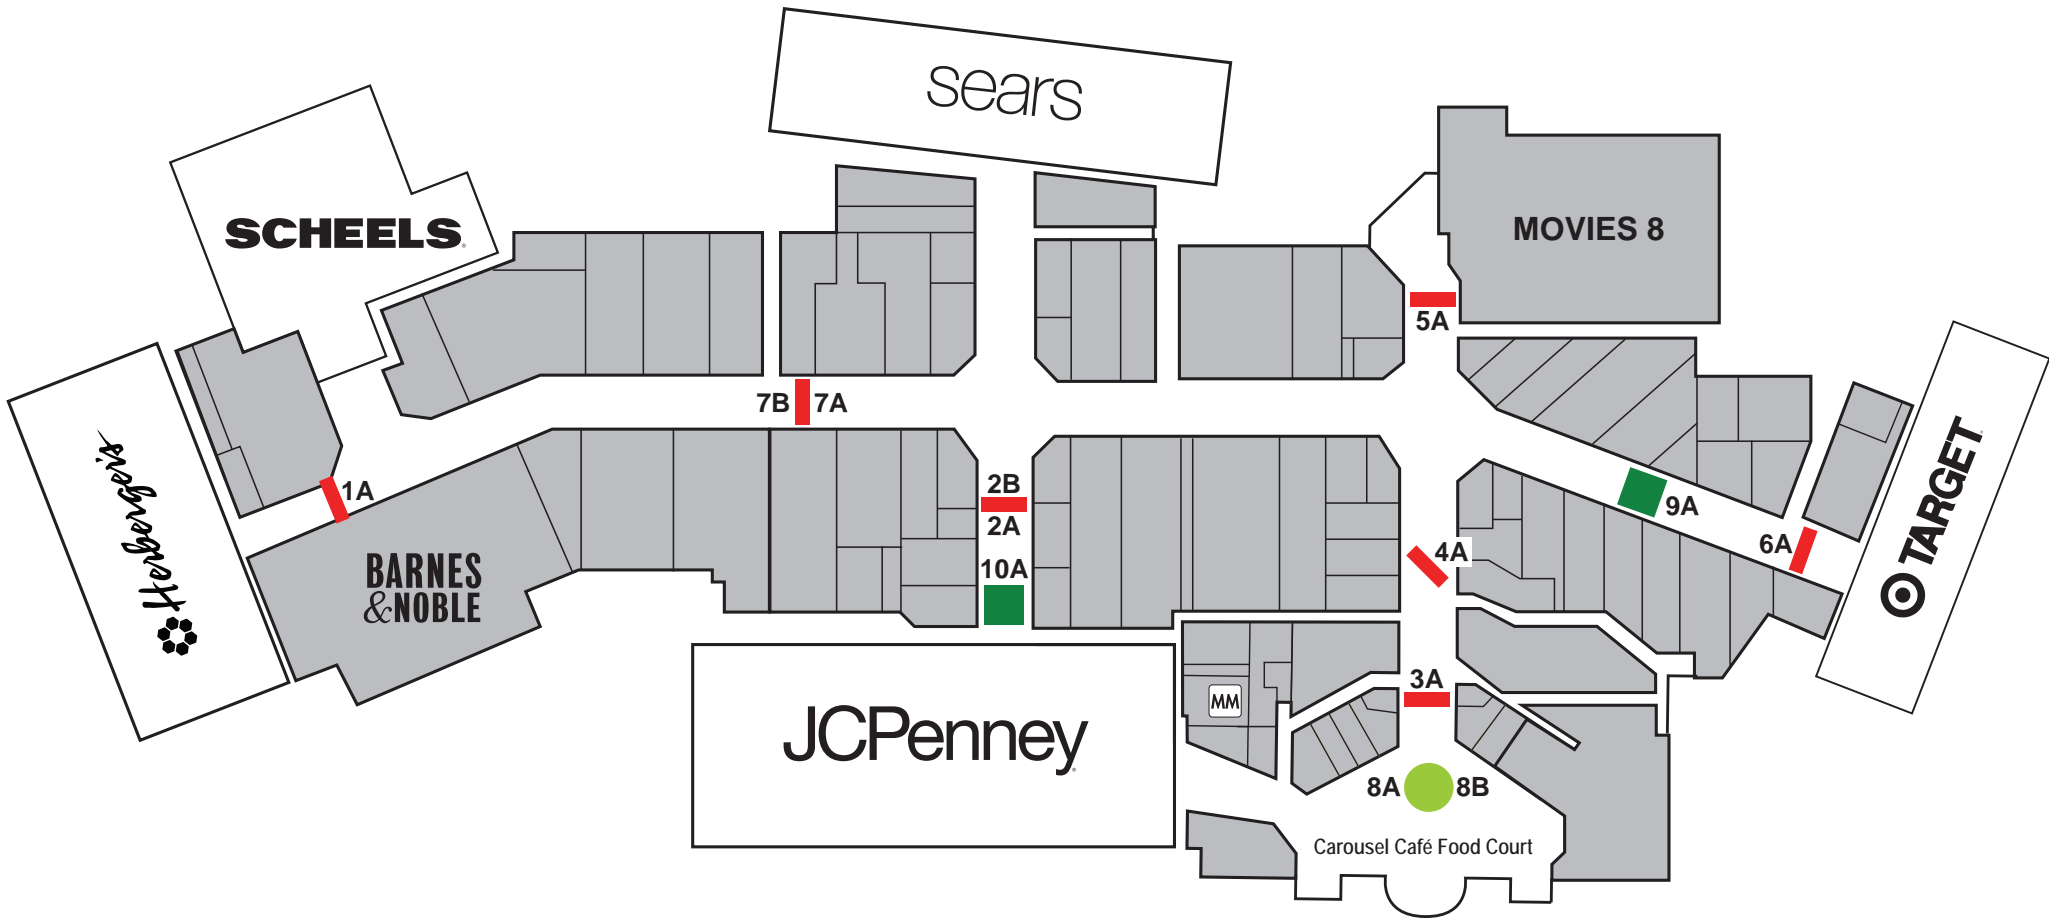 sears
SCHEELS
MOVIES 8
5A
7B 7A
Herberger's
1A
2B
2A
9A
TARGET
6A
4A
BARNES
&NOBLE
10A
3A
MM
JCPenney
8A 8B
Carousel Café Food Court